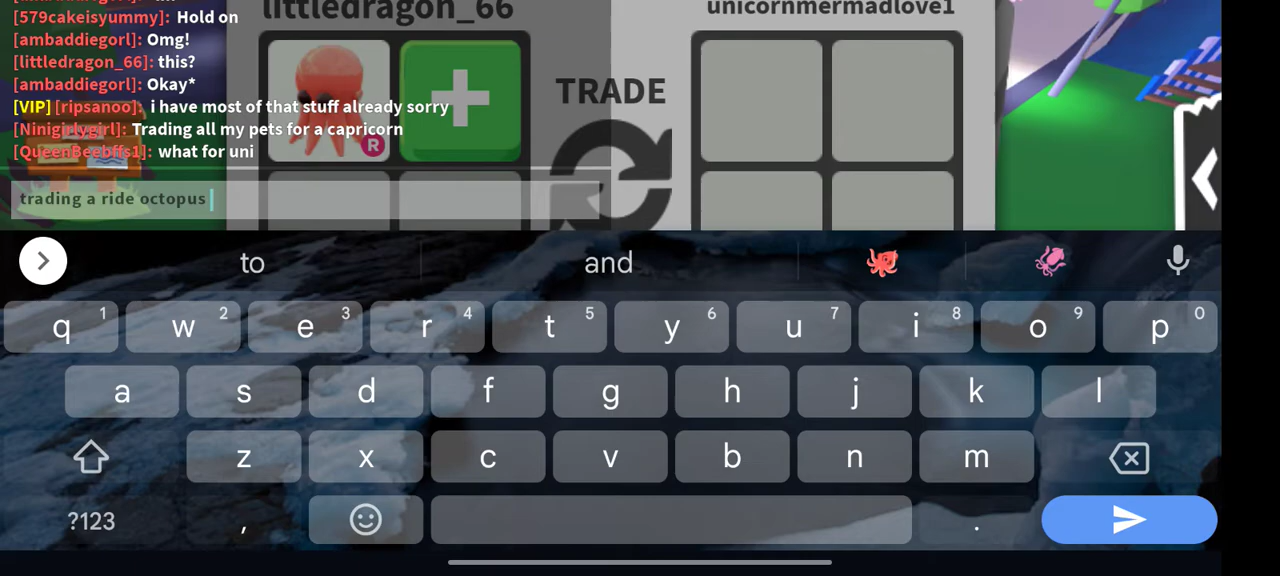 [579cakeisyummy]: Hold on
[ambaddiegorl]: Omg!
[littledragon_66]: this?
[ambaddiegorl]: Okay*
[VIP] [ripsanoo]: i have most of that stuff already sorry
[Ninigirlygirl]: Trading all my pets for a capricorn
[QueenBeebffs1]: what for uni
trading a ride octopus
littledragon_66
unicornmermadlove1
R
TRADE
to and
q 1 w 2 e 3 r 4 t 5 y 6 u 7 i 8 o 9 p 0
a s d f g h j k l
z x c v b n m
?123 , .